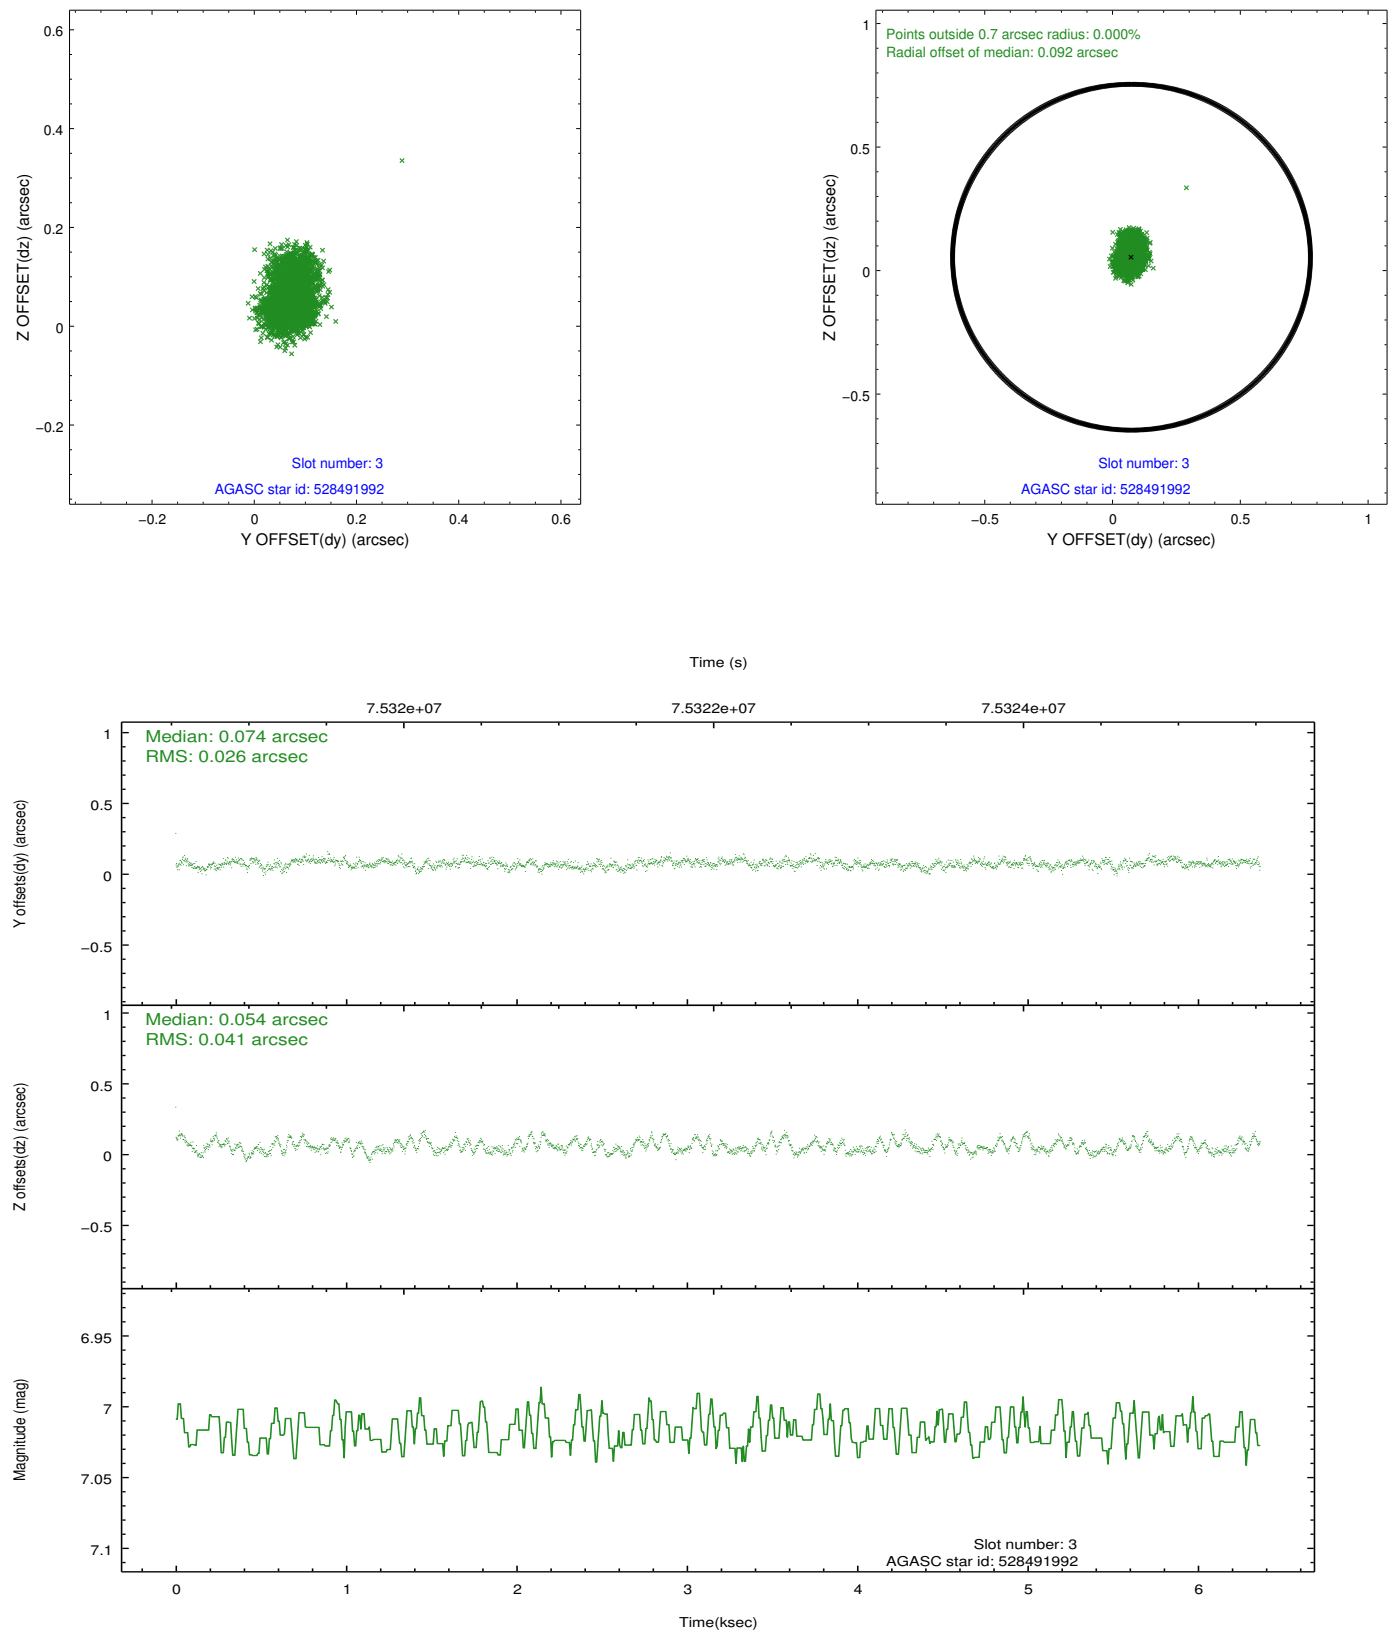 0.6
0.4
0.2
0
−0.2
Z OFFSET(dz) (arcsec)
Slot number: 3
AGASC star id: 528491992
−0.2 0 0.2 0.4 0.6
Y OFFSET(dy) (arcsec)
Points outside 0.7 arcsec radius: 0.000%
Radial offset of median: 0.092 arcsec
1
0.5
0
−0.5
Z OFFSET(dz) (arcsec)
Slot number: 3
AGASC star id: 528491992
−0.5 0 0.5 1
Y OFFSET(dy) (arcsec)
Time (s)
7.532e+07 7.5322e+07 7.5324e+07
Median: 0.074 arcsec
RMS: 0.026 arcsec
1
0.5
0
−0.5
Y offsets(dy) (arcsec)
Median: 0.054 arcsec
RMS: 0.041 arcsec
1
0.5
0
−0.5
Z offsets(dz) (arcsec)
6.95
7
7.05
7.1
Magnitude (mag)
Slot number: 3
AGASC star id: 528491992
0 1 2 3 4 5 6
Time(ksec)